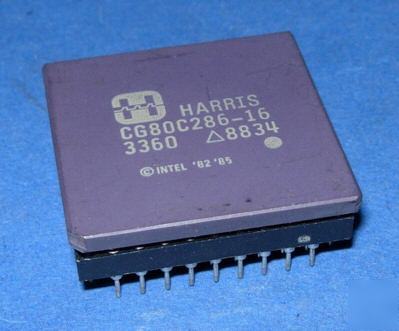 HARRIS
CG80C286-16
3360 △8834
© INTEL '82 '85